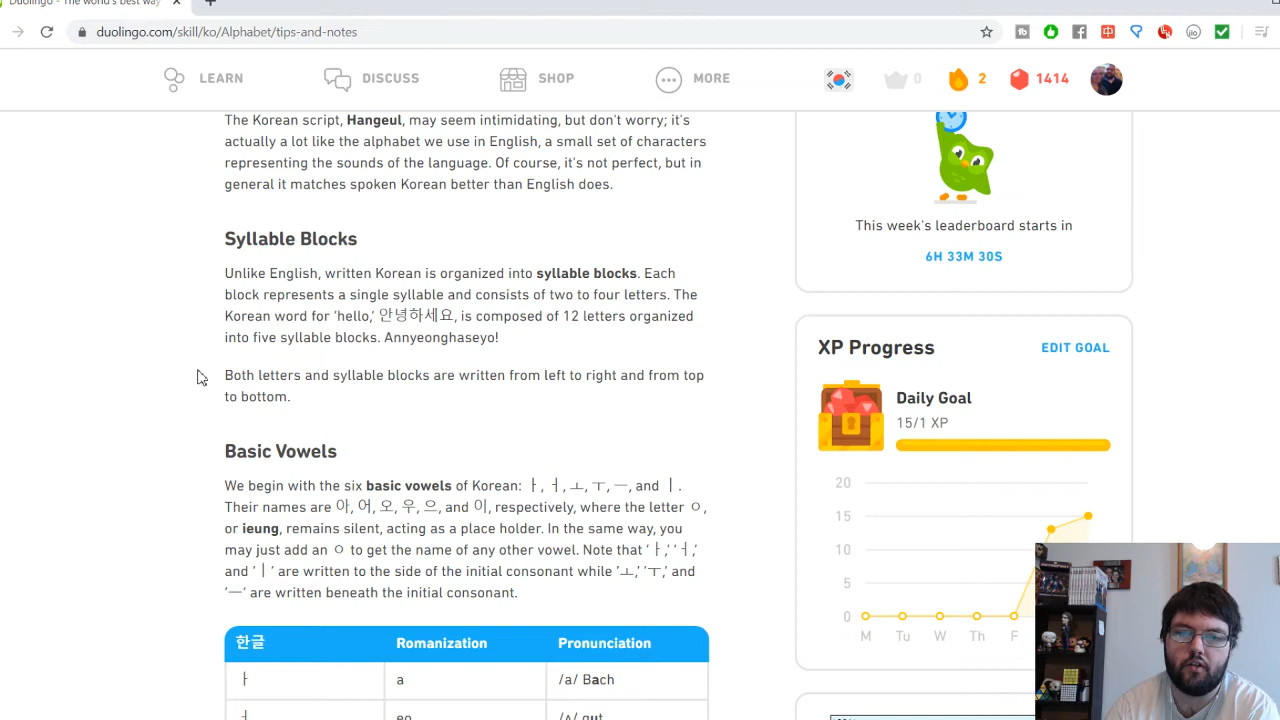 Duolingo - The world's best way
duolingo.com/skill/ko/Alphabet/tips-and-notes
LEARN
DISCUSS
SHOP
MORE
0
2
1414
The Korean script, Hangeul, may seem intimidating, but don't worry; it's
actually a lot like the alphabet we use in English, a small set of characters
representing the sounds of the language. Of course, it's not perfect, but in
general it matches spoken Korean better than English does.
Syllable Blocks
Unlike English, written Korean is organized into syllable blocks. Each
block represents a single syllable and consists of two to four letters. The
Korean word for 'hello,' 안녕하세요, is composed of 12 letters organized
into five syllable blocks. Annyeonghaseyo!
Both letters and syllable blocks are written from left to right and from top
to bottom.
Basic Vowels
We begin with the six basic vowels of Korean: ㅏ, ㅓ, ㅗ, ㅜ, ㅡ, and ㅣ.
Their names are 아, 어, 오, 우, 으, and 이, respectively, where the letter ㅇ,
or ieung, remains silent, acting as a place holder. In the same way, you
may just add an ㅇ to get the name of any other vowel. Note that 'ㅏ,' 'ㅓ,'
and 'ㅣ' are written to the side of the initial consonant while 'ㅗ,' 'ㅜ,' and
'ㅡ' are written beneath the initial consonant.
한글 Romanization Pronunciation
ㅏ a /a/ Bach
ㅓ eo /ʌ/ gut
This week's leaderboard starts in
6H 33M 30S
XP Progress
EDIT GOAL
Daily Goal
15/1 XP
20
15
10
5
0
M Tu W Th F